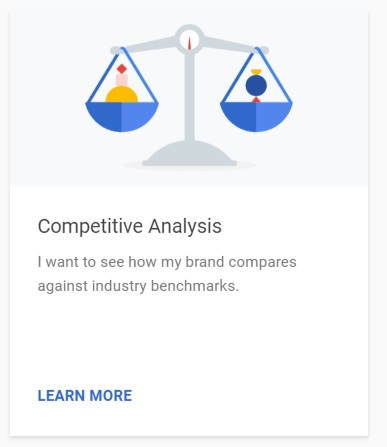 Competitive Analysis
I want to see how my brand compares
against industry benchmarks.
LEARN MORE